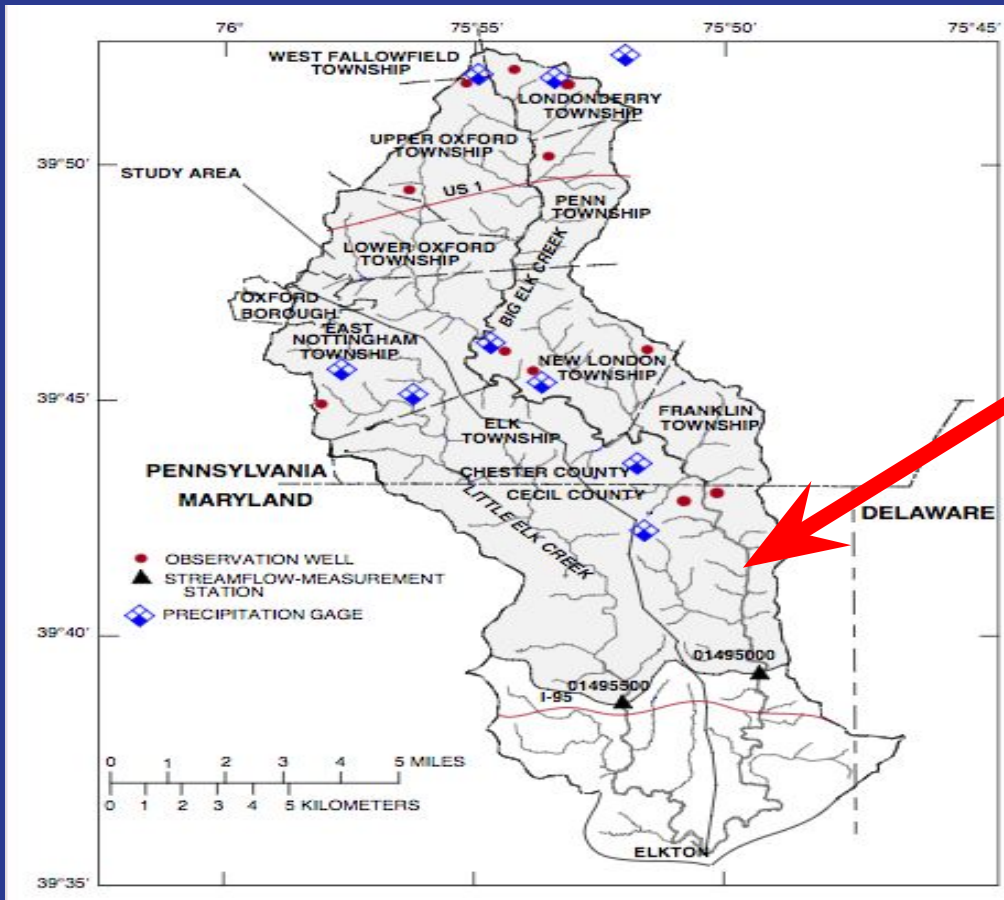 76°
75°55'
75°50'
75°45'
WEST FALLOWFIELD
TOWNSHIP
LONDONDERRY
TOWNSHIP
UPPER OXFORD
TOWNSHIP
39°50'
STUDY AREA
US 1
PENN
TOWNSHIP
LOWER OXFORD
TOWNSHIP
BIG ELK CREEK
OXFORD
BOROUGH
EAST
NOTTINGHAM
TOWNSHIP
NEW LONDON
TOWNSHIP
39°45'
FRANKLIN
TOWNSHIP
ELK
TOWNSHIP
PENNSYLVANIA
MARYLAND
CHESTER COUNTY
CECIL COUNTY
LITTLE ELK CREEK
DELAWARE
OBSERVATION WELL
STREAMFLOW-MEASUREMENT
STATION
PRECIPITATION GAGE
39°40'
01495000
01495500
I-95
0 1 2 3 4 5 MILES
0 1 2 3 4 5 KILOMETERS
ELKTON
39°35'